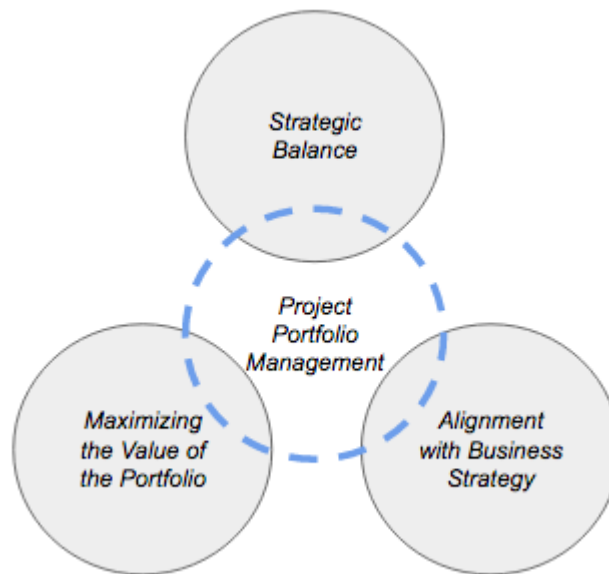 Strategic
Balance
Project
Portfolio
Management
Maximizing
the Value of
the Portfolio
Alignment
with Business
Strategy